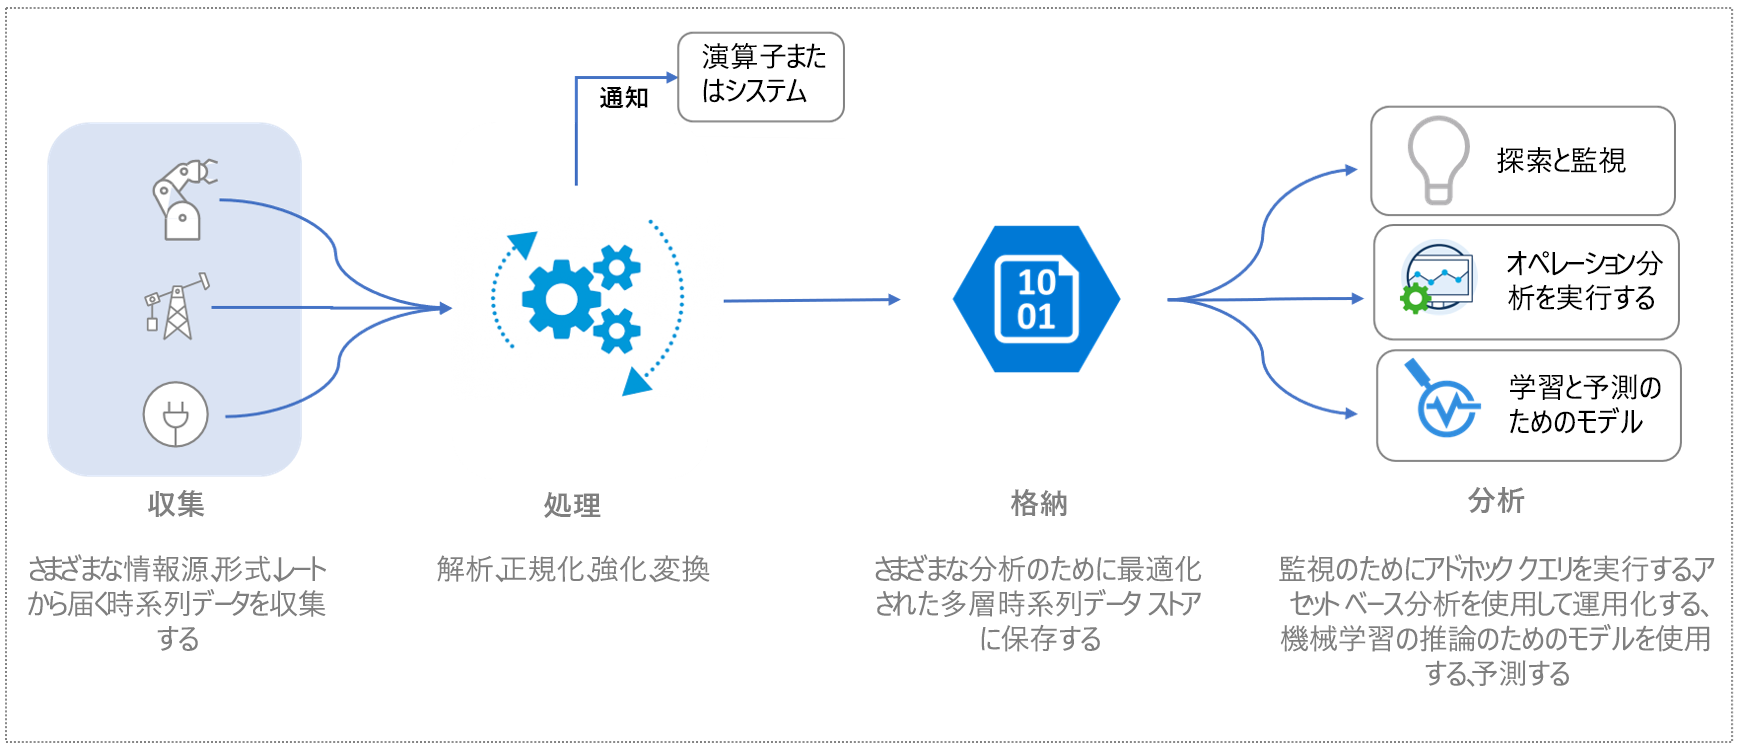 演算子また
はシステム
通知
探索と監視
10
01
オペレーション分
析を実行する
学習と予測の
ためのモデル
収集
処理
格納
分析
さまざまな情報源、形式、レート
から届く時系列データを収集
する
解析、正規化、強化、変換
さまざまな分析のために最適化
された多層時系列データ ストア
に保存する
監視のためにアドホック クエリを実行する、ア
セット ベース分析を使用して運用化する、
機械学習の推論のためのモデルを使用
する、予測する